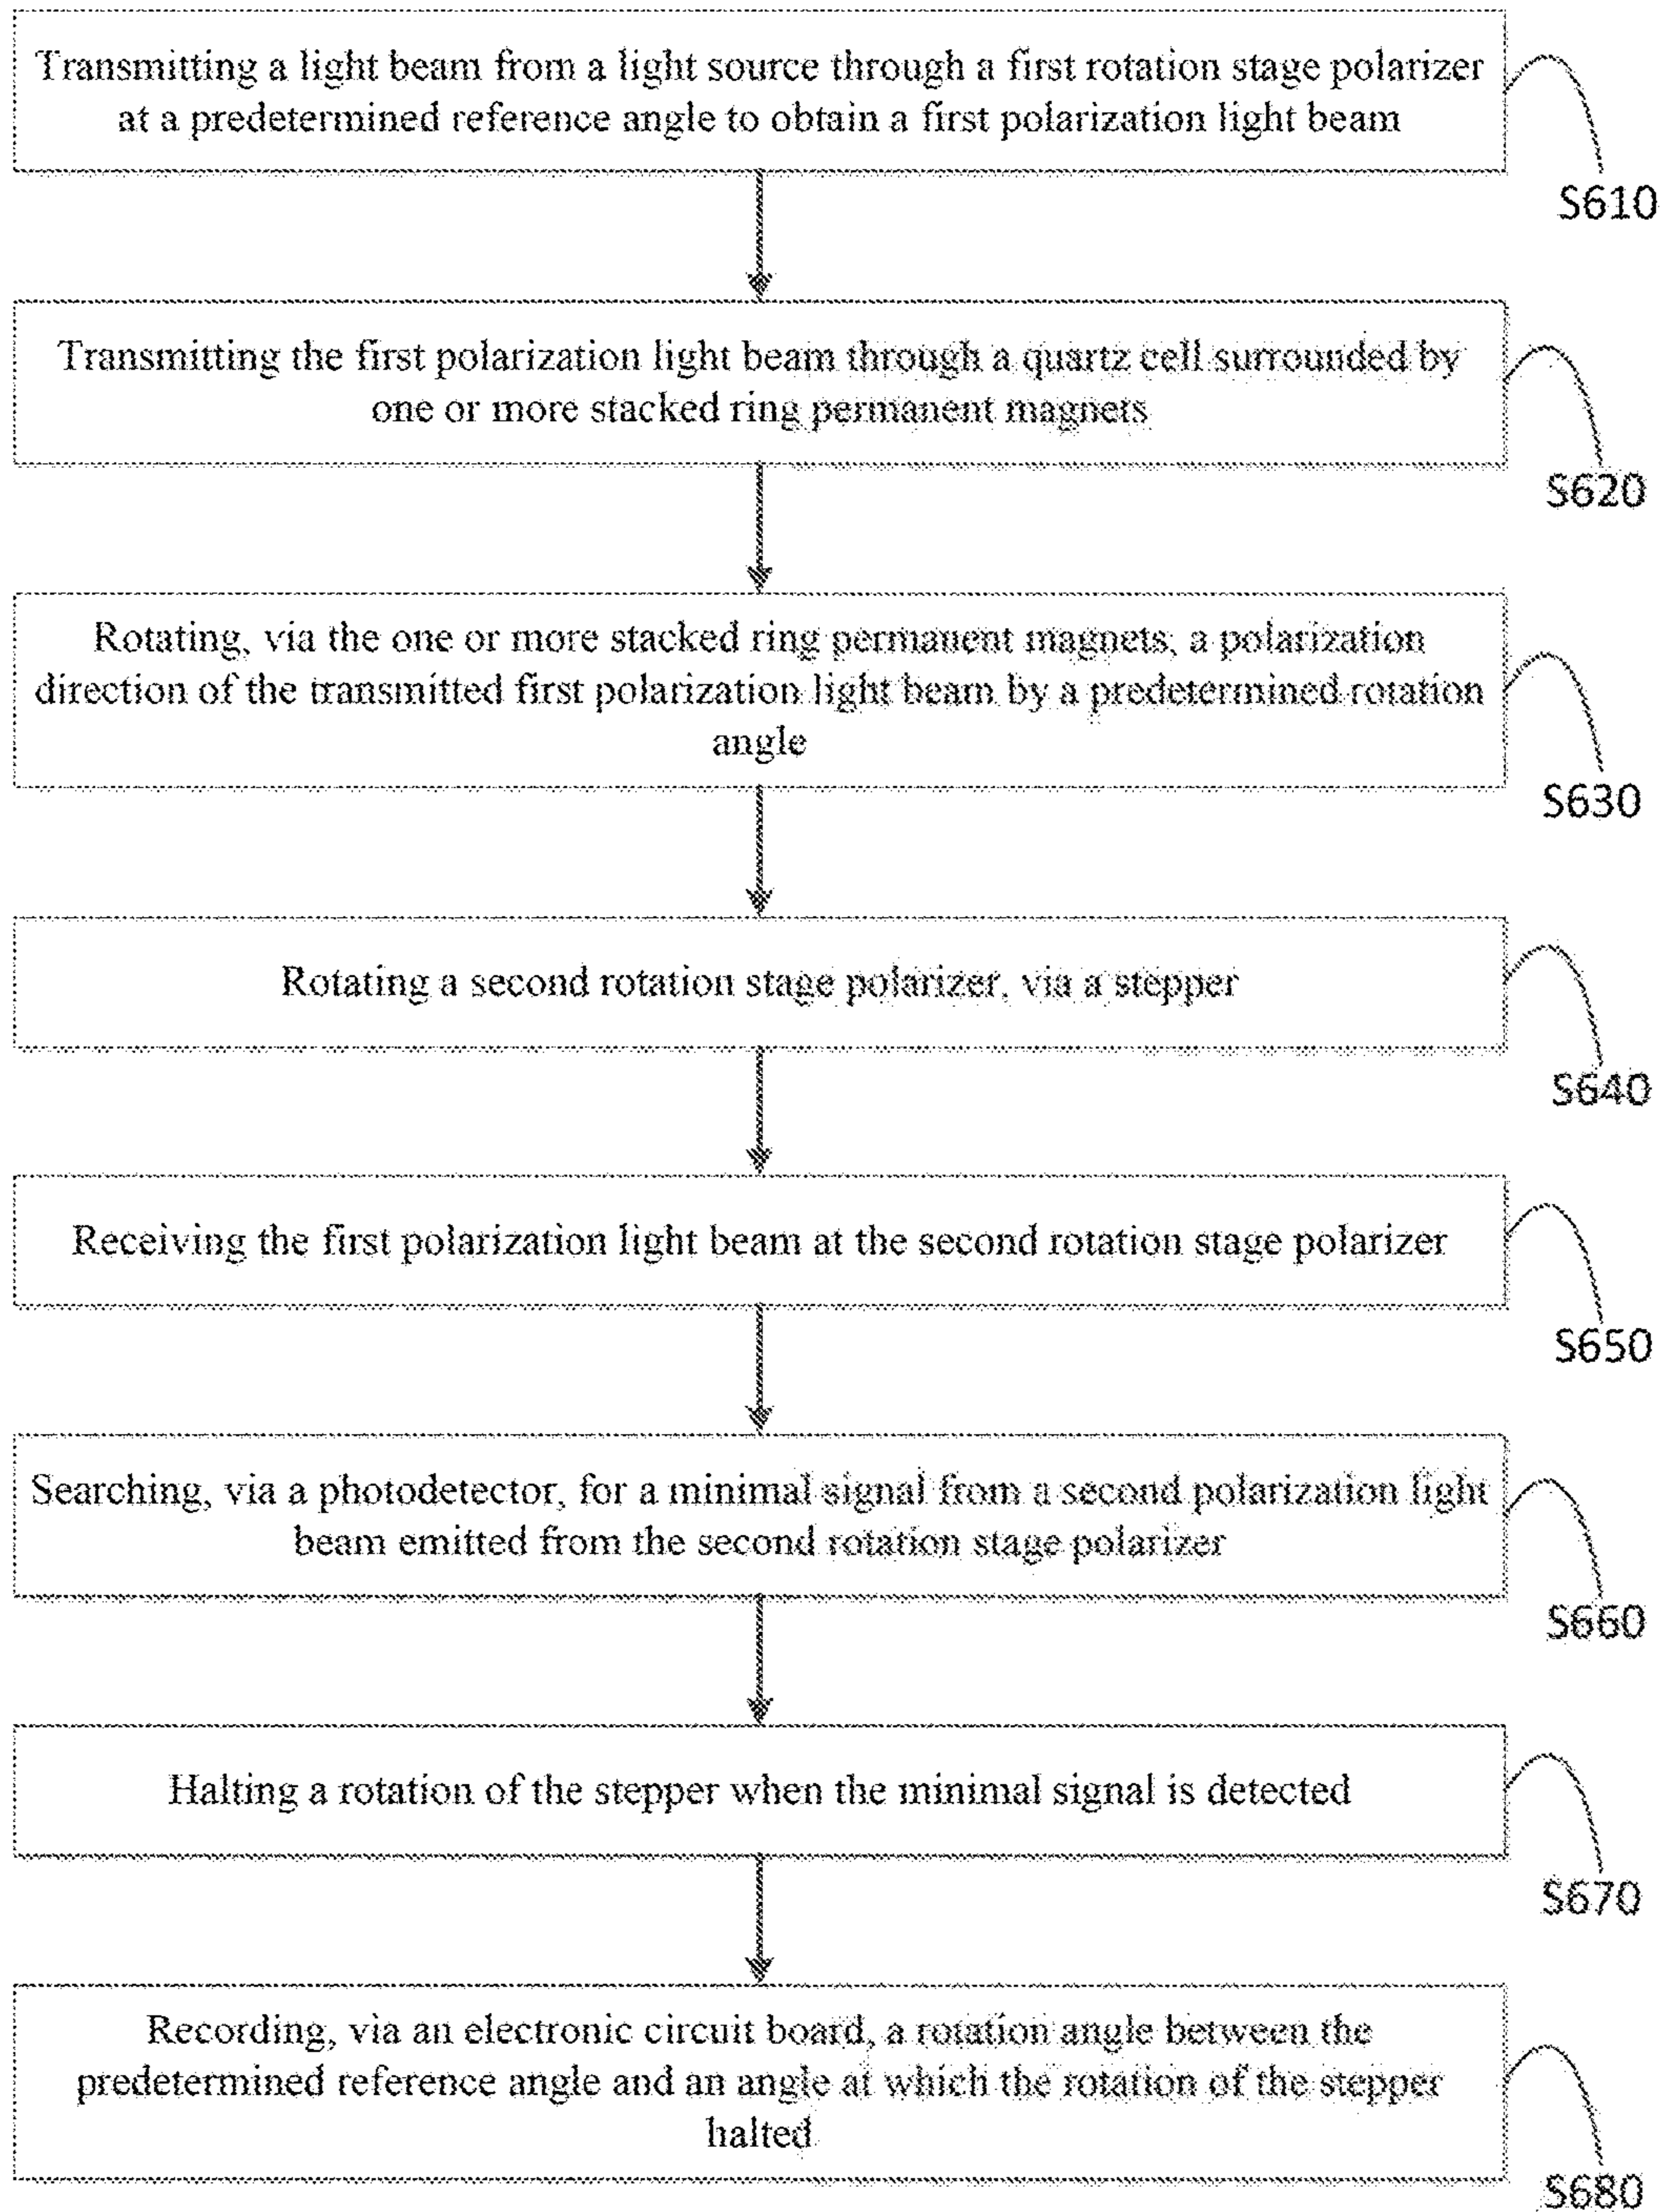 Transmitting a light beam from a light source through a first rotation stage polarizer
at a predetermined reference angle to obtain a first polarization light beam
S610
Transmitting the first polarization light beam through a quartz cell surrounded by
one or more stacked ring permanent magnets
S620
Rotating, via the one or more stacked ring permanent magnets, a polarization
direction of the transmitted first polarization light beam by a predetermined rotation
angle
S630
Rotating a second rotation stage polarizer, via a stepper
S640
Receiving the first polarization light beam at the second rotation stage polarizer
S650
Searching, via a photodetector, for a minimal signal from a second polarization light
beam emitted from the second rotation stage polarizer
S660
Halting a rotation of the stepper when the minimal signal is detected
S670
Recording, via an electronic circuit board, a rotation angle between the
predetermined reference angle and an angle at which the rotation of the stepper
halted
S680